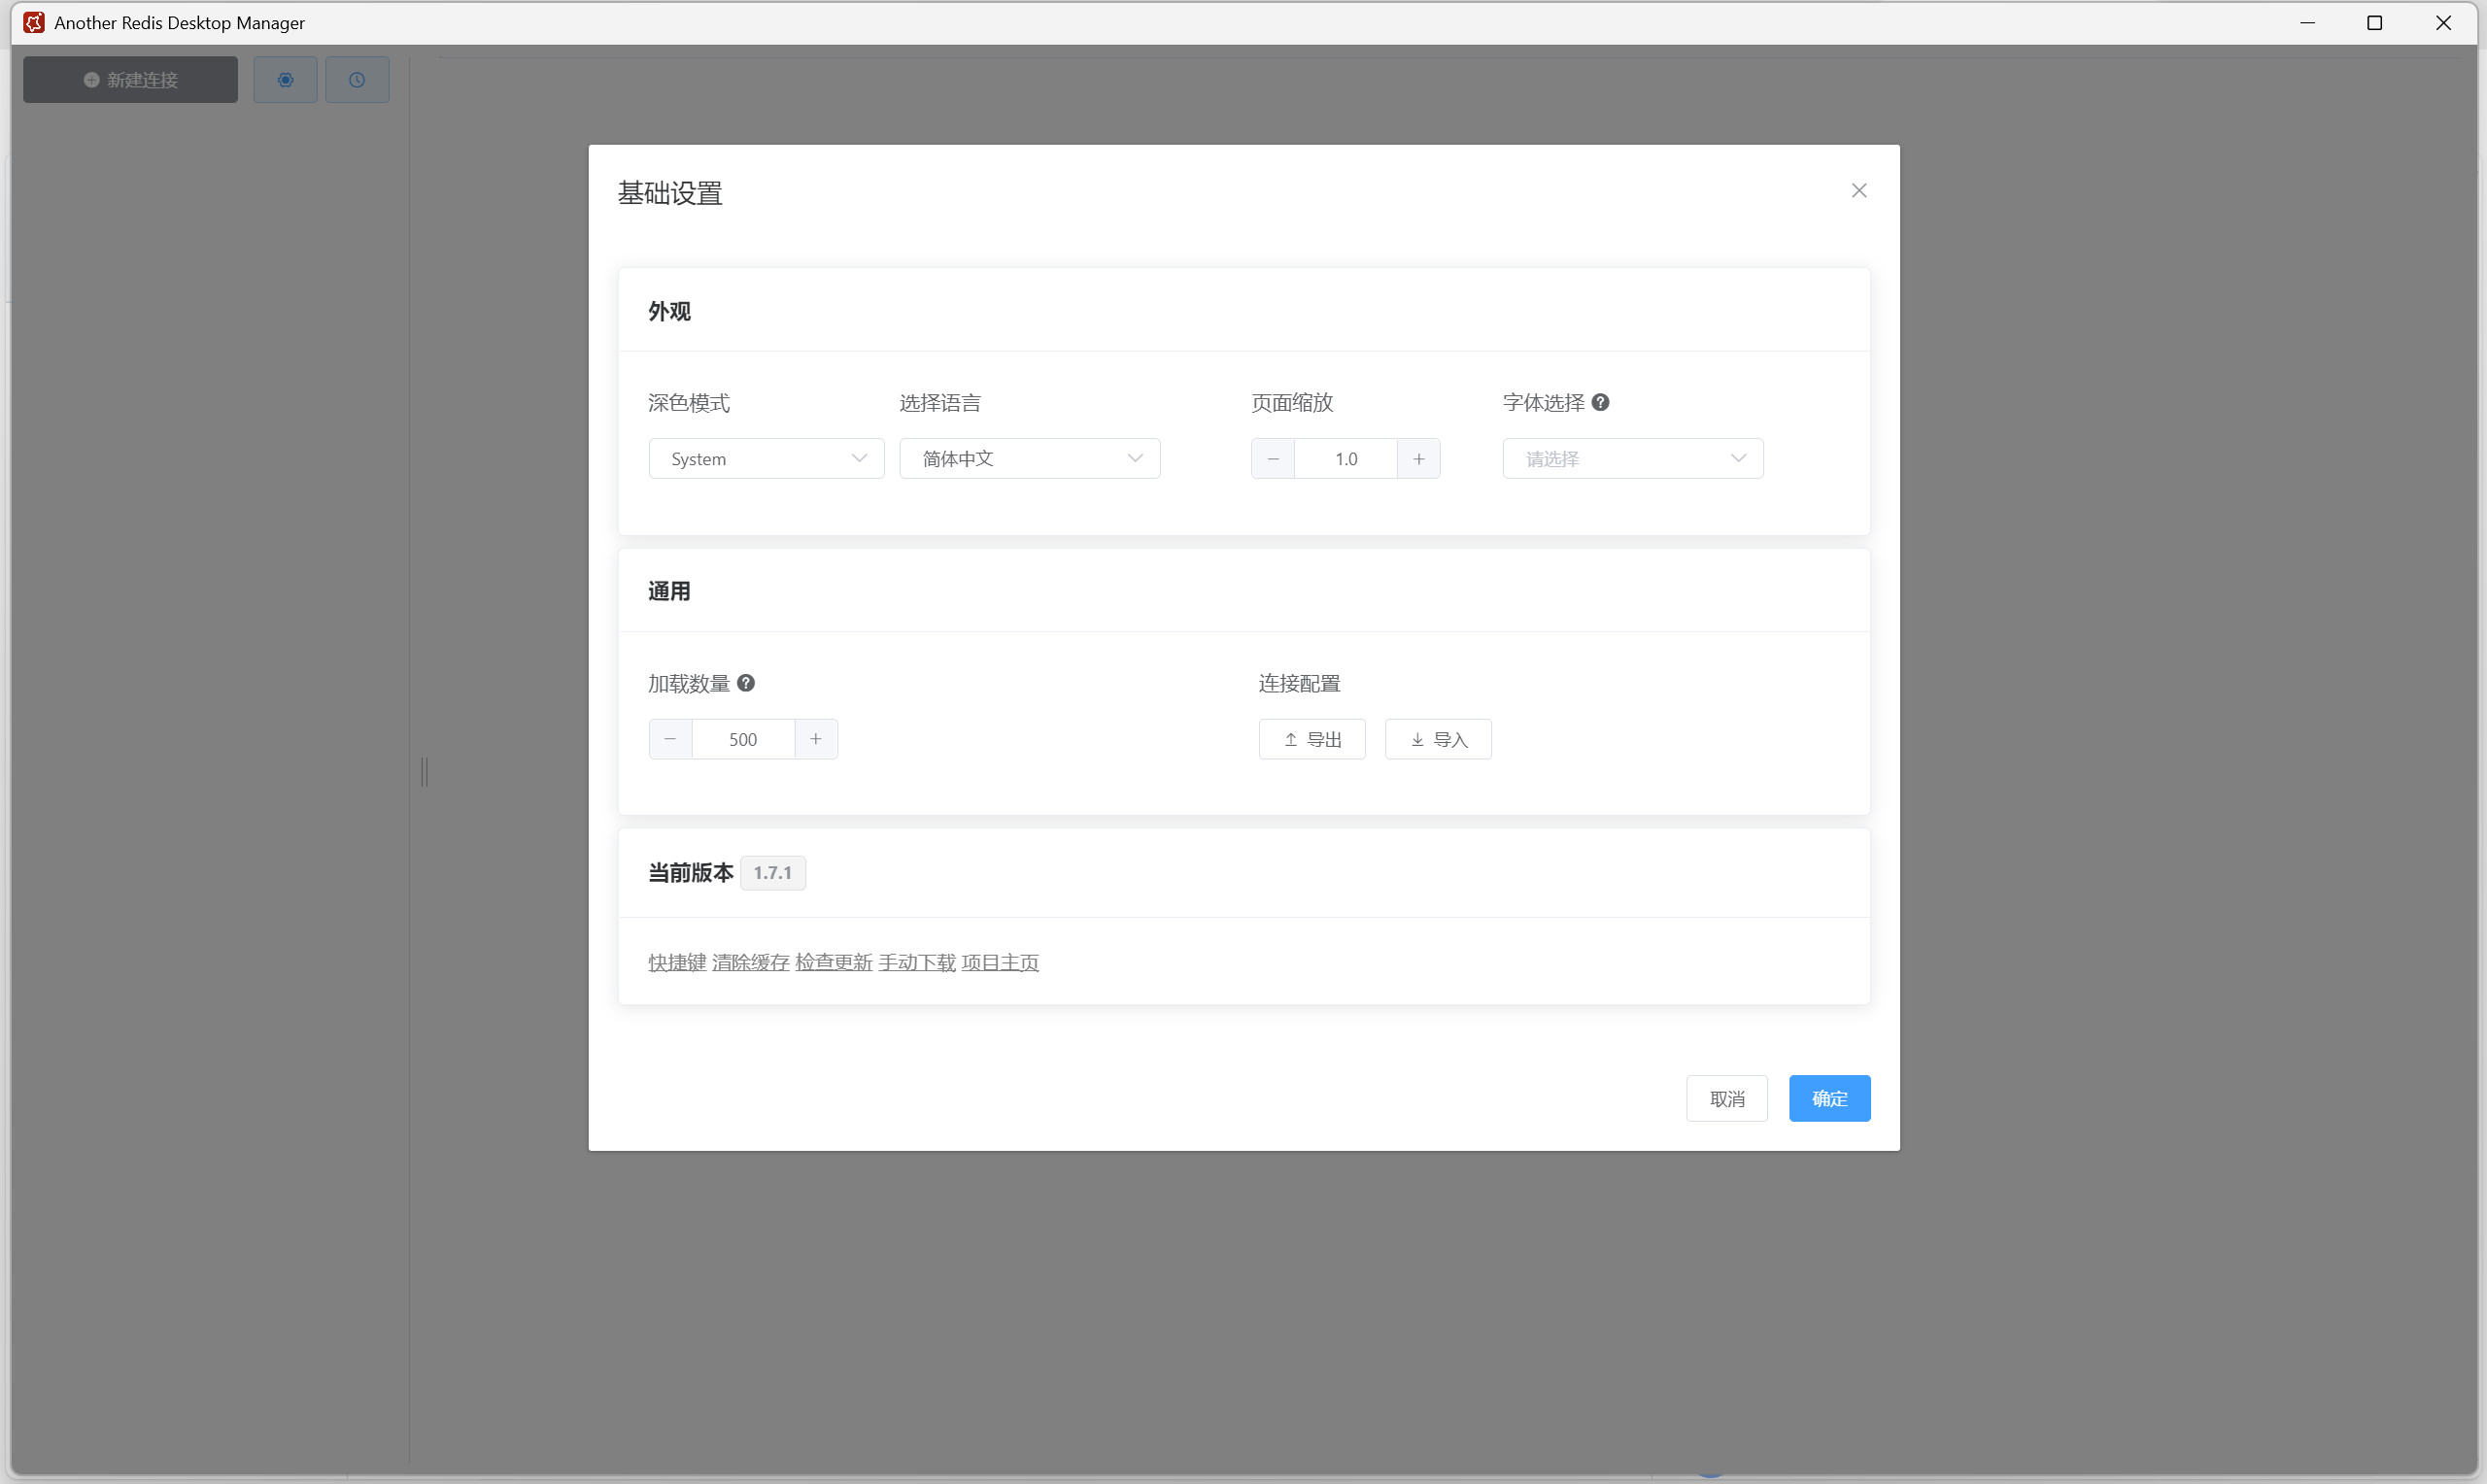 Another Redis Desktop Manager
新建连接
基础设置
外观
深色模式 选择语言 页面缩放 字体选择
System 简体中文 1.0 请选择
通用
加载数量 连接配置
500 导出 导入
当前版本 1.7.1
快捷键 清除缓存 检查更新 手动下载 项目主页
取消 确定